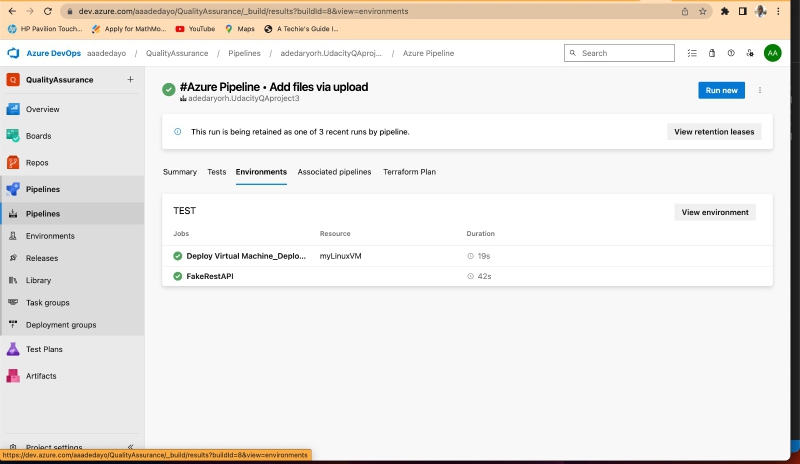 dev.azure.com/aaadedayo/QualityAssurance/_build/results?buildId=8&view=environments
HP Pavilion Touch... Apply for MathMo... YouTube Maps A Techie's Guide I...
Azure DevOps aaadedayo / QualityAssurance / Pipelines / adedaryorh.UdacityQAproj... / Azure Pipeline Search AA
Q QualityAssurance +
Overview
Boards
Repos
Pipelines
Pipelines
Environments
Releases
Library
Task groups
Deployment groups
Test Plans
Artifacts
Project settings
#Azure Pipeline • Add files via upload
adedaryorh.UdacityQAproject3
Run new
This run is being retained as one of 3 recent runs by pipeline.
View retention leases
Summary Tests Environments Associated pipelines Terraform Plan
TEST
View environment
Jobs Resource Duration
Deploy Virtual Machine_Deplo... myLinuxVM 19s
FakeRestAPI 42s
https://dev.azure.com/aaadedayo/QualityAssurance/_build/results?buildId=8&view=environments